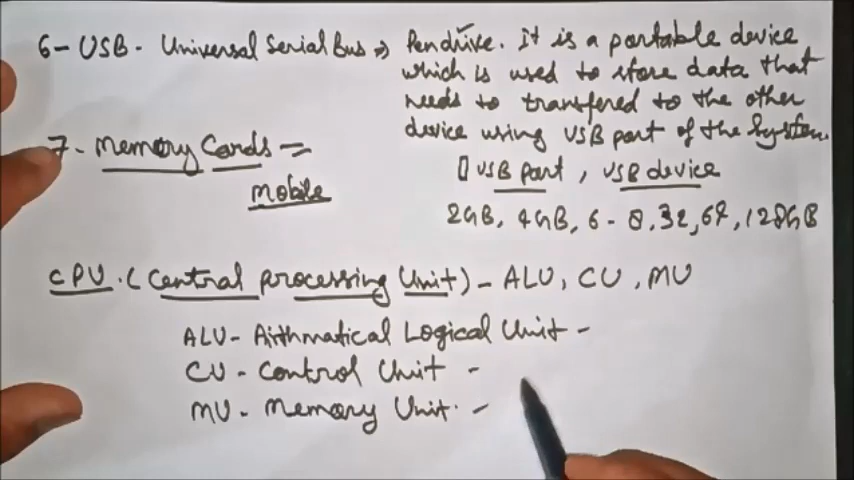 6 - USB - Universal Serial Bus => Pendrive. It is a portable device
which is used to store data that
needs to transfered to the other
device using USB port of the System.
7 - Memory Cards =
Mobile
USB port, USB device
2GB, 4GB, 6 - 8, 32, 64, 128GB
CPU. (Central processing Unit) - ALU, CU, MU
ALU - Airthmatical Logical Unit -
CU - Control Unit -
MU - Memory Unit. -